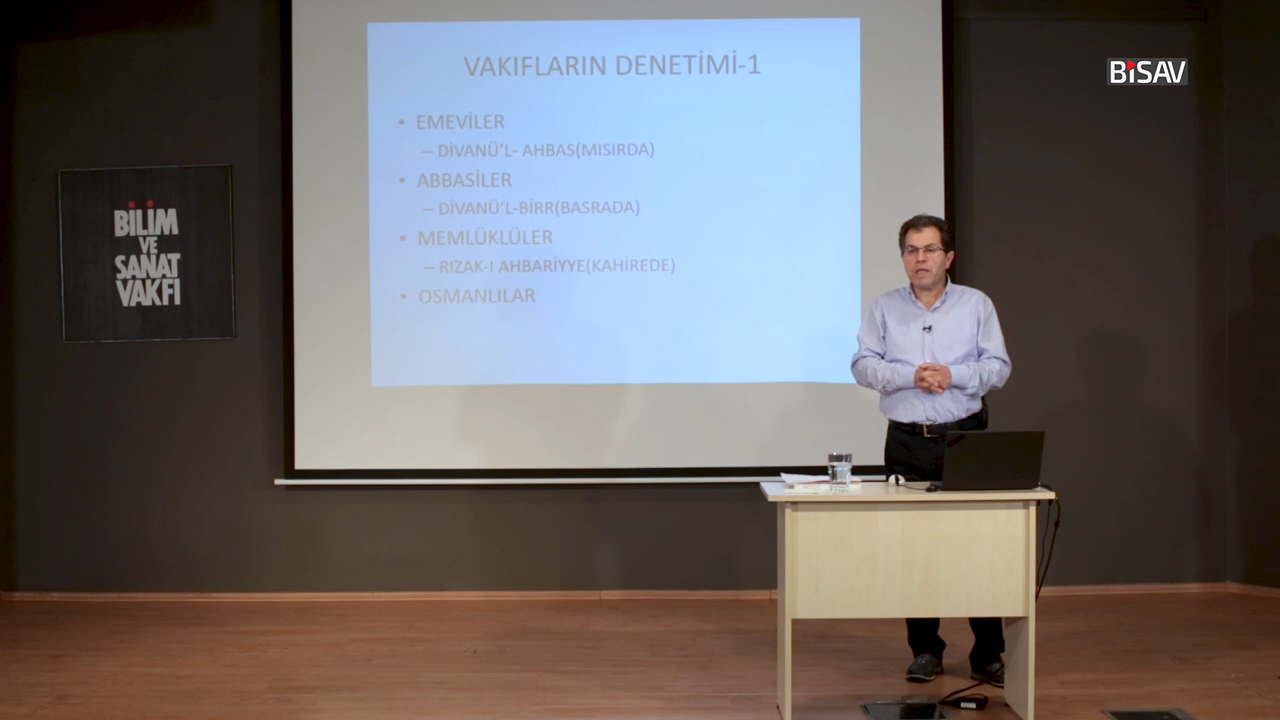 VAKIFLARIN DENETİMİ-1
• EMEVİLER
– DİVANÜ'L- AHBAS(MISIRDA)
• ABBASİLER
– DİVANÜ'L-BİRR(BASRADA)
• MEMLÜKLÜLER
– RIZAK-I AHBARİYYE(KAHİREDE)
• OSMANLILAR
BİLİM
VE
SANAT
VAKFI
BİSAV